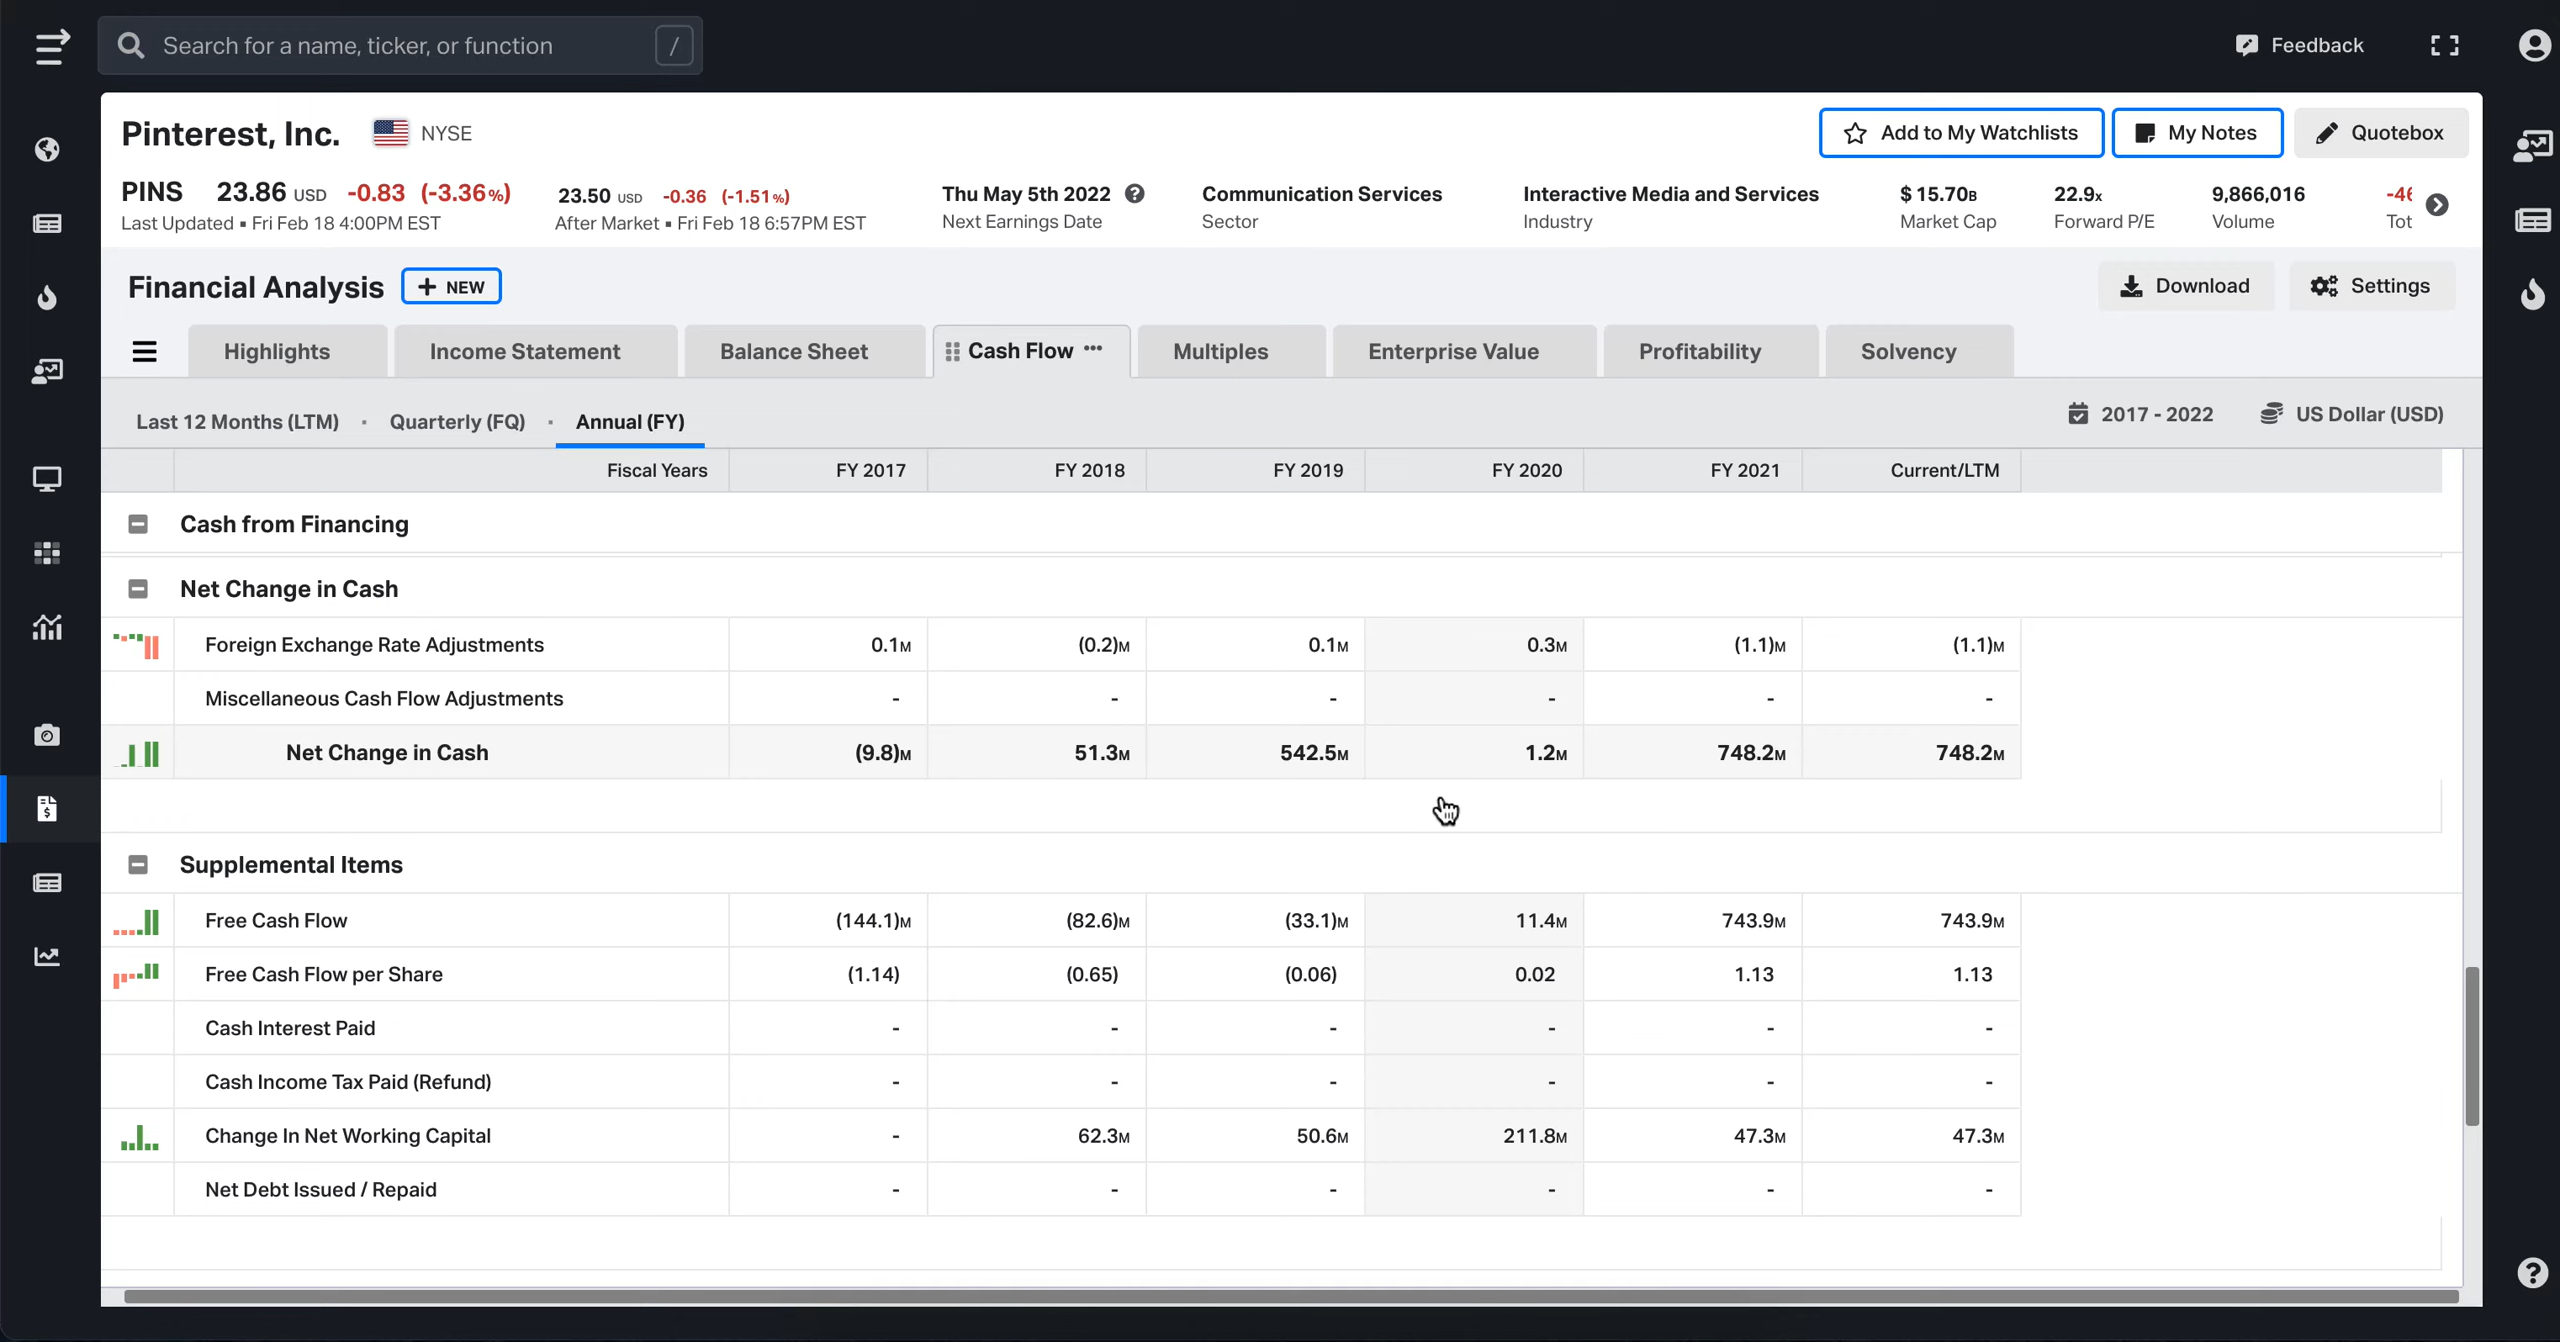 Search for a name, ticker, or function /
Feedback
Pinterest, Inc. NYSE
Add to My Watchlists
My Notes
Quotebox
PINS 23.86 USD -0.83 (-3.36%)
Last Updated ▪ Fri Feb 18 4:00PM EST
23.50 USD -0.36 (-1.51%)
After Market ▪ Fri Feb 18 6:57PM EST
Thu May 5th 2022 ?
Next Earnings Date
Communication Services
Sector
Interactive Media and Services
Industry
$ 15.70B
Market Cap
22.9x
Forward P/E
9,866,016
Volume
-46
Tot
Financial Analysis + NEW
Download
Settings
Highlights Income Statement Balance Sheet Cash Flow ••• Multiples Enterprise Value Profitability Solvency
Last 12 Months (LTM) · Quarterly (FQ) · Annual (FY) 2017 - 2022 US Dollar (USD)
Fiscal Years FY 2017 FY 2018 FY 2019 FY 2020 FY 2021 Current/LTM
Cash from Financing
Net Change in Cash
Foreign Exchange Rate Adjustments 0.1M (0.2)M 0.1M 0.3M (1.1)M (1.1)M
Miscellaneous Cash Flow Adjustments - - - - - -
Net Change in Cash (9.8)M 51.3M 542.5M 1.2M 748.2M 748.2M
Supplemental Items
Free Cash Flow (144.1)M (82.6)M (33.1)M 11.4M 743.9M 743.9M
Free Cash Flow per Share (1.14) (0.65) (0.06) 0.02 1.13 1.13
Cash Interest Paid - - - - - -
Cash Income Tax Paid (Refund) - - - - - -
Change In Net Working Capital - 62.3M 50.6M 211.8M 47.3M 47.3M
Net Debt Issued / Repaid - - - - - -
?